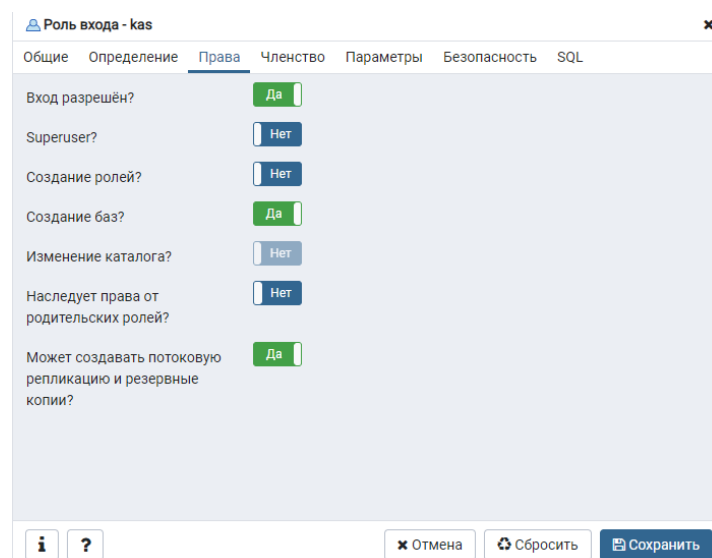 Роль входа - kas
Общие Определение Права Членство Параметры Безопасность SQL
Вход разрешён? Да
Superuser? Нет
Создание ролей? Нет
Создание баз? Да
Изменение каталога? Нет
Наследует права от Нет
родительских ролей?
Может создавать потоковую Да
репликацию и резервные
копии?
i ? Отмена Сбросить Сохранить